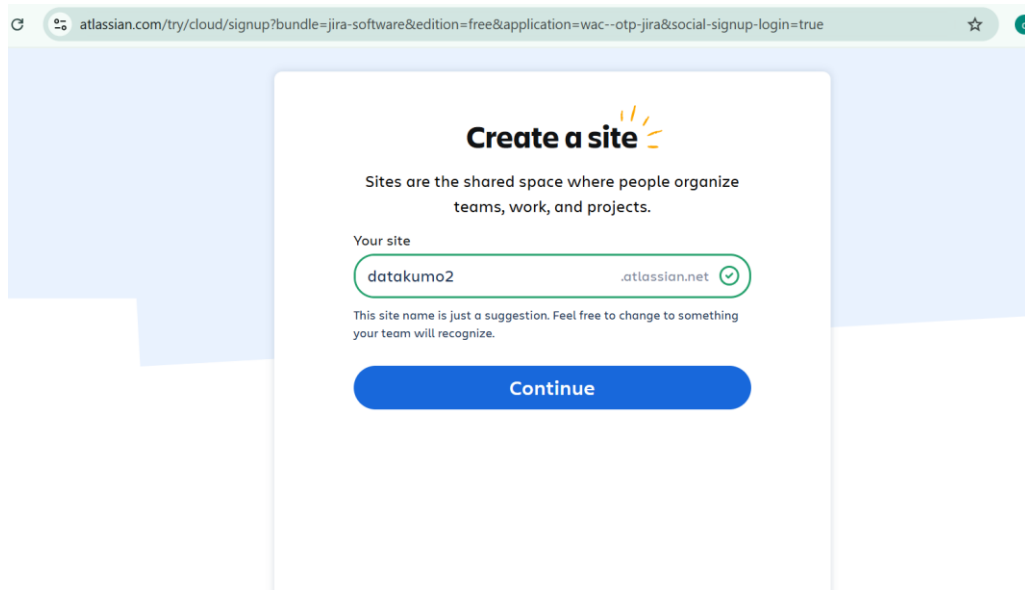 atlassian.com/try/cloud/signup?bundle=jira-software&edition=free&application=wac--otp-jira&social-signup-login=true
Create a site
Sites are the shared space where people organize
teams, work, and projects.
Your site
datakumo2 .atlassian.net
This site name is just a suggestion. Feel free to change to something
your team will recognize.
Continue